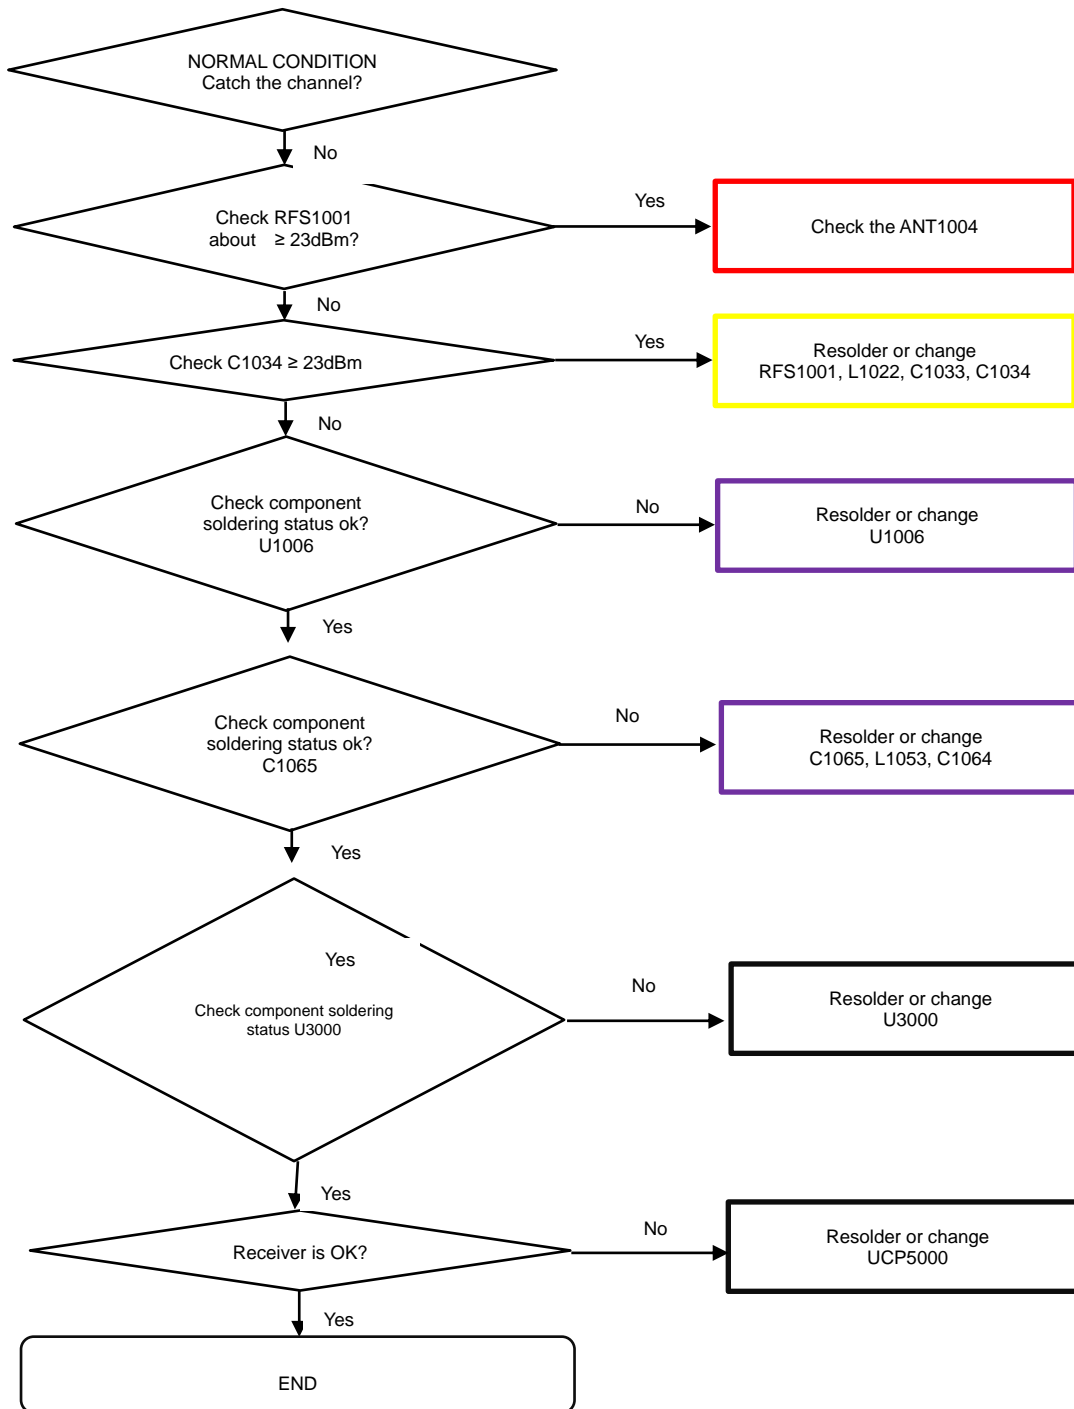 NORMAL CONDITION
Catch the channel?
No
Check RFS1001
about ≥ 23dBm?
Yes
Check the ANT1004
No
Check C1034 ≥ 23dBm
Yes
Resolder or change
RFS1001, L1022, C1033, C1034
No
Check component
soldering status ok?
U1006
No
Resolder or change
U1006
Yes
Check component
soldering status ok?
C1065
No
Resolder or change
C1065, L1053, C1064
Yes
Yes
Check component soldering
status U3000
No
Resolder or change
U3000
Yes
Receiver is OK?
No
Resolder or change
UCP5000
Yes
END